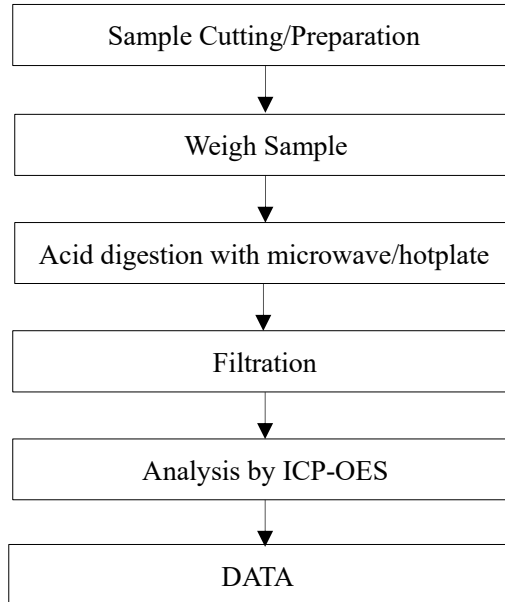 Sample Cutting/Preparation
Weigh Sample
Acid digestion with microwave/hotplate
Filtration
Analysis by ICP-OES
DATA